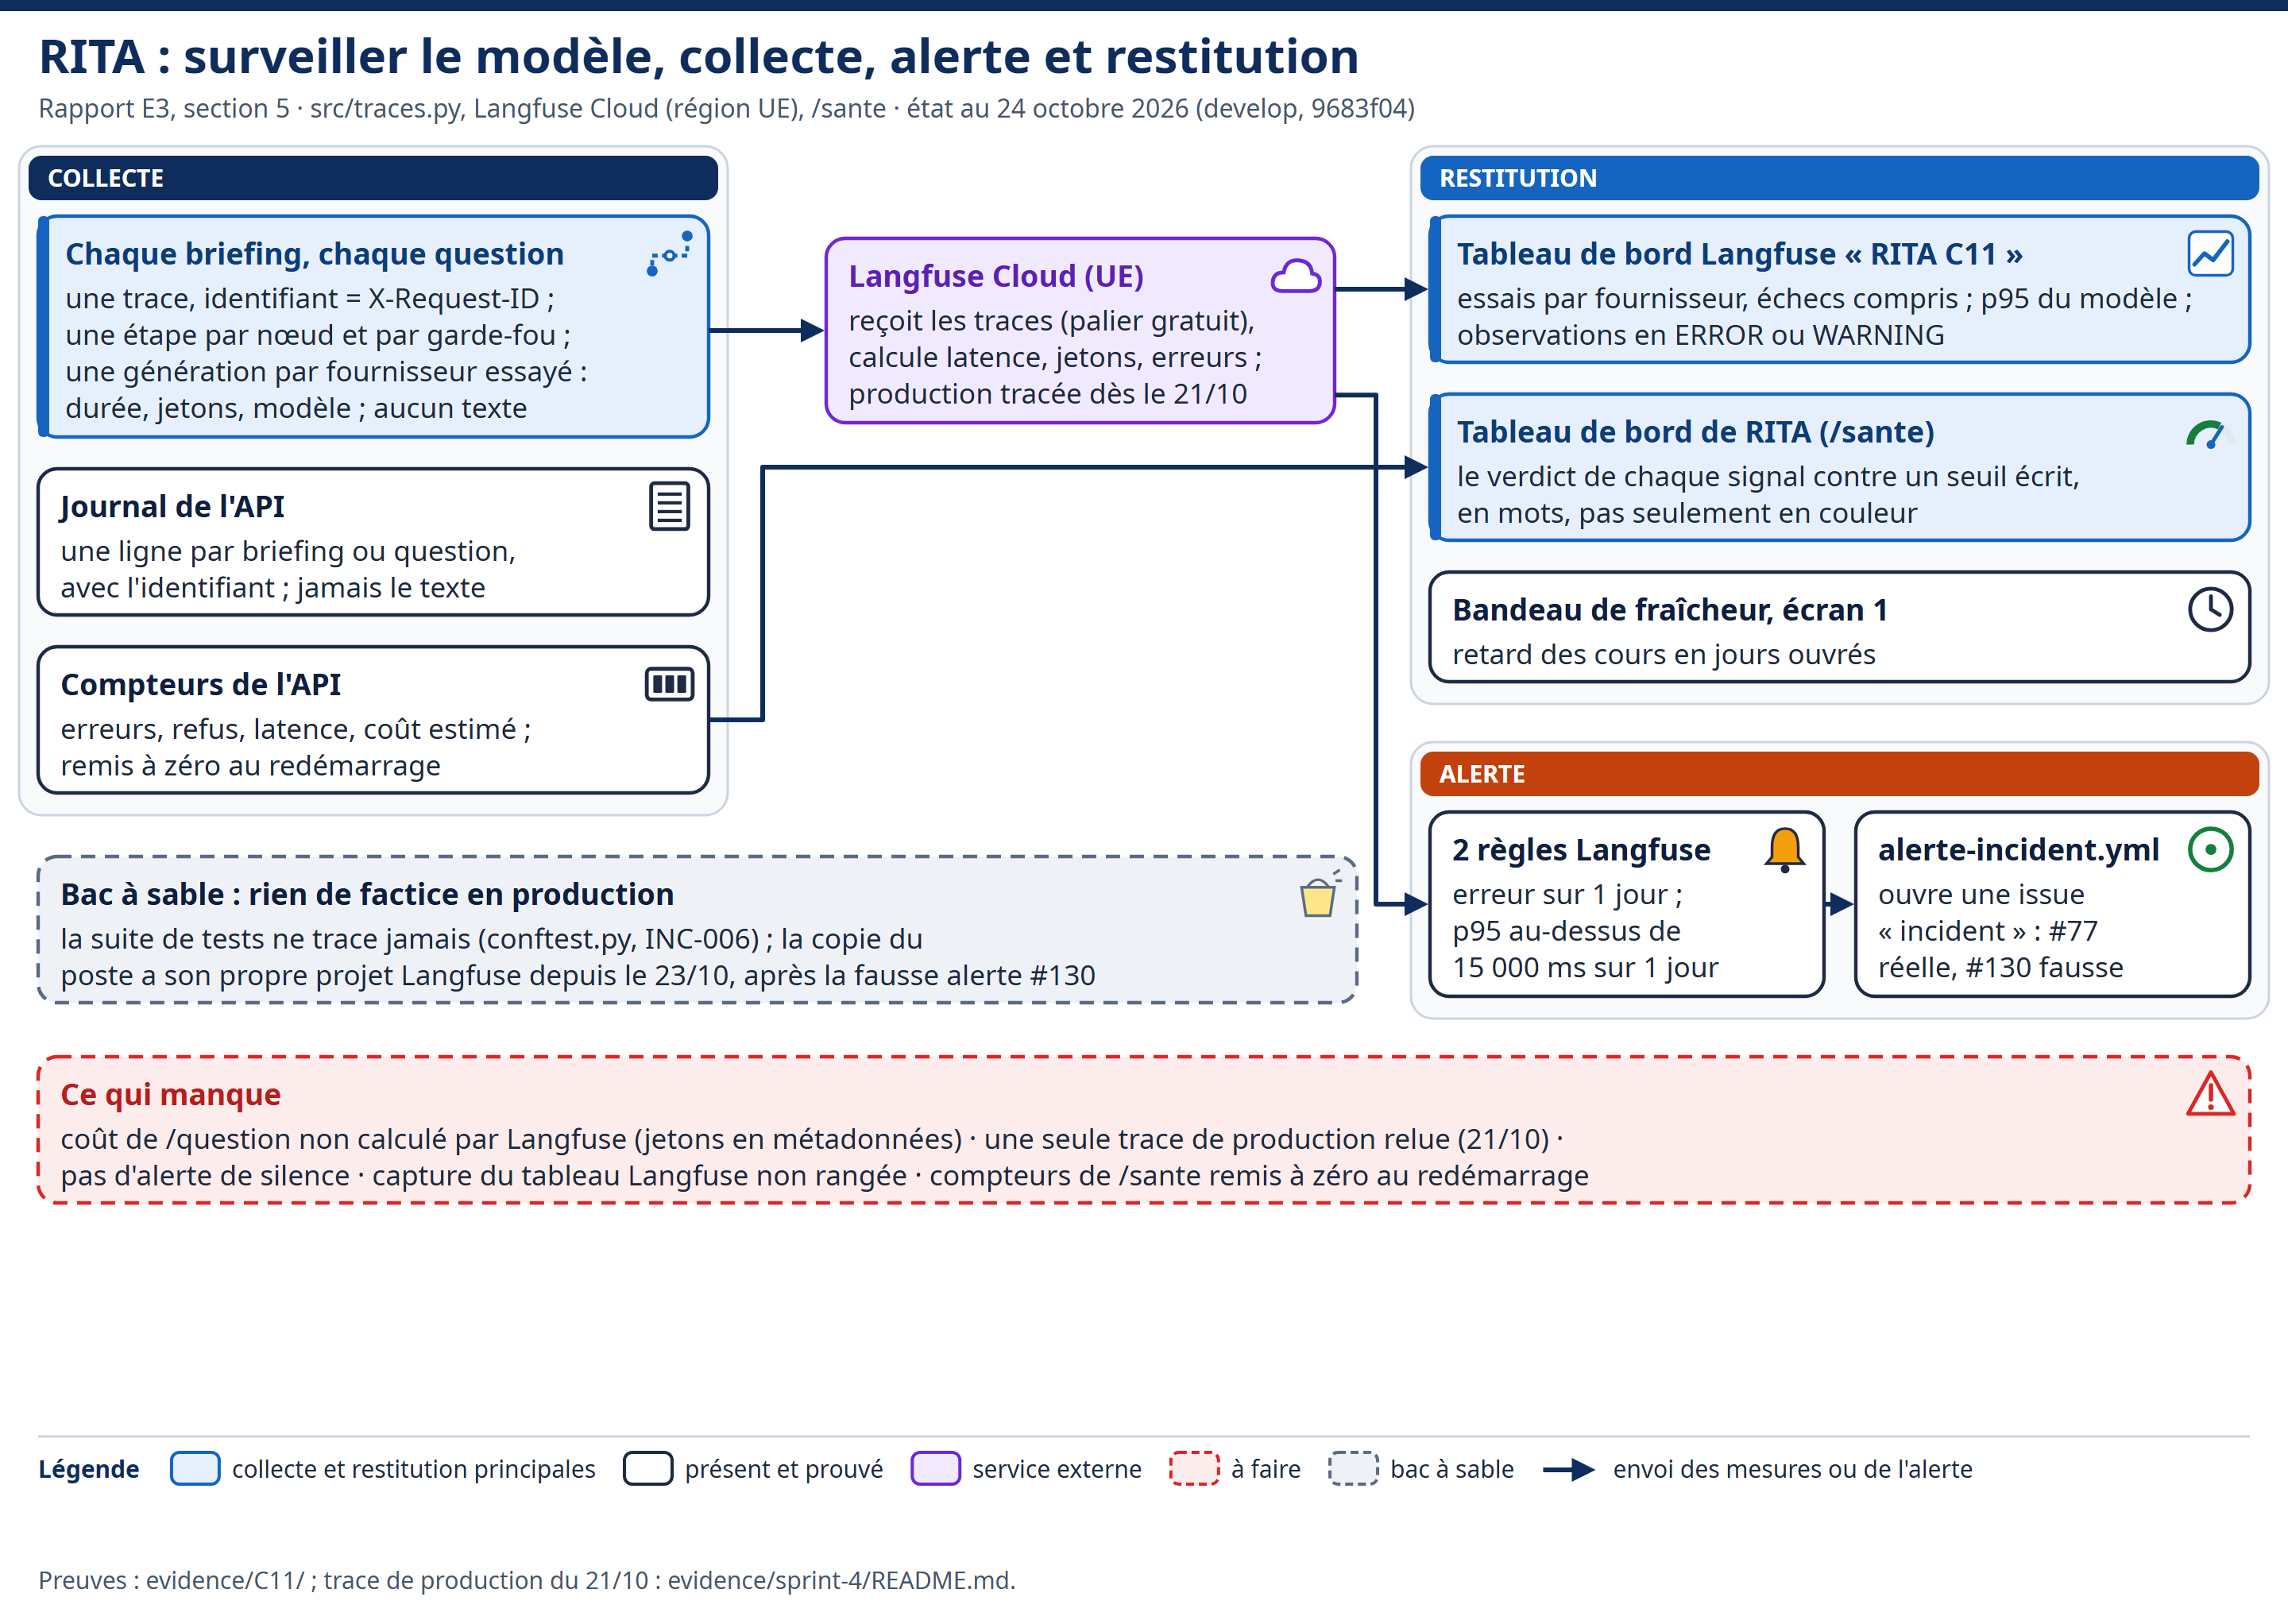 RITA : surveiller le modèle, collecte, alerte et restitution
Rapport E3, section 5 · src/traces.py, Langfuse Cloud (région UE), /sante · état au 24 octobre 2026 (develop, 9683f04)
COLLECTE
Chaque briefing, chaque question
une trace, identifiant = X-Request-ID ;
une étape par nœud et par garde-fou ;
une génération par fournisseur essayé :
durée, jetons, modèle ; aucun texte
Journal de l'API
une ligne par briefing ou question,
avec l'identifiant ; jamais le texte
Compteurs de l'API
erreurs, refus, latence, coût estimé ;
remis à zéro au redémarrage
Langfuse Cloud (UE)
reçoit les traces (palier gratuit),
calcule latence, jetons, erreurs ;
production tracée dès le 21/10
RESTITUTION
Tableau de bord Langfuse « RITA C11 »
essais par fournisseur, échecs compris ; p95 du modèle ;
observations en ERROR ou WARNING
Tableau de bord de RITA (/sante)
le verdict de chaque signal contre un seuil écrit,
en mots, pas seulement en couleur
Bandeau de fraîcheur, écran 1
retard des cours en jours ouvrés
ALERTE
2 règles Langfuse
erreur sur 1 jour ;
p95 au-dessus de
15 000 ms sur 1 jour
alerte-incident.yml
ouvre une issue
« incident » : #77
réelle, #130 fausse
Bac à sable : rien de factice en production
la suite de tests ne trace jamais (conftest.py, INC-006) ; la copie du
poste a son propre projet Langfuse depuis le 23/10, après la fausse alerte #130
Ce qui manque
coût de /question non calculé par Langfuse (jetons en métadonnées) · une seule trace de production relue (21/10) ·
pas d'alerte de silence · capture du tableau Langfuse non rangée · compteurs de /sante remis à zéro au redémarrage
Légende
collecte et restitution principales
présent et prouvé
service externe
à faire
bac à sable
envoi des mesures ou de l'alerte
Preuves : evidence/C11/ ; trace de production du 21/10 : evidence/sprint-4/README.md.